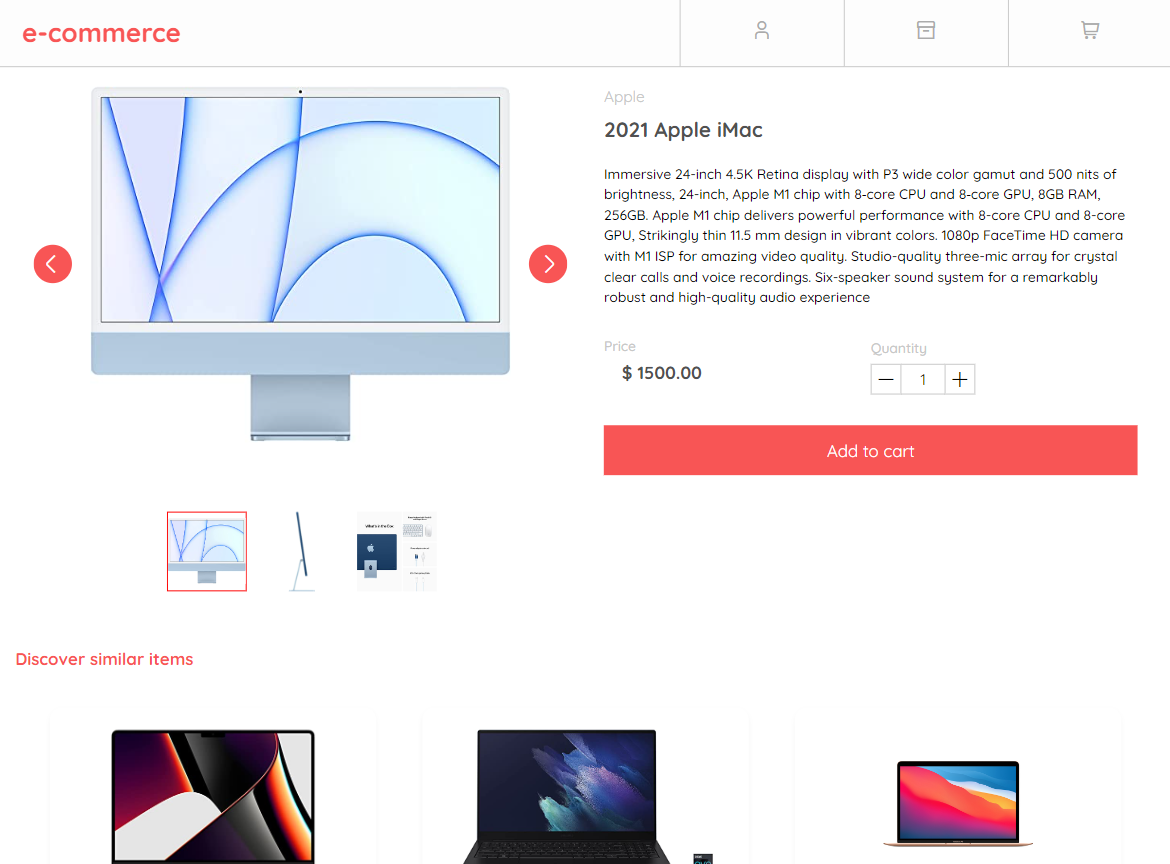 e-commerce
Apple
2021 Apple iMac
Immersive 24-inch 4.5K Retina display with P3 wide color gamut and 500 nits of
brightness, 24-inch, Apple M1 chip with 8-core CPU and 8-core GPU, 8GB RAM,
256GB. Apple M1 chip delivers powerful performance with 8-core CPU and 8-core
GPU, Strikingly thin 11.5 mm design in vibrant colors. 1080p FaceTime HD camera
with M1 ISP for amazing video quality. Studio-quality three-mic array for crystal
clear calls and voice recordings. Six-speaker sound system for a remarkably
robust and high-quality audio experience
Price
Quantity
$ 1500.00
1
Add to cart
What's in the Box
Discover similar items